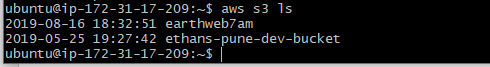 ubuntu@ip-172-31-17-209:~$ aws s3 ls
2019-08-16 18:32:51 earthweb7am
2019-05-25 19:27:42 ethans-pune-dev-bucket
ubuntu@ip-172-31-17-209:~$